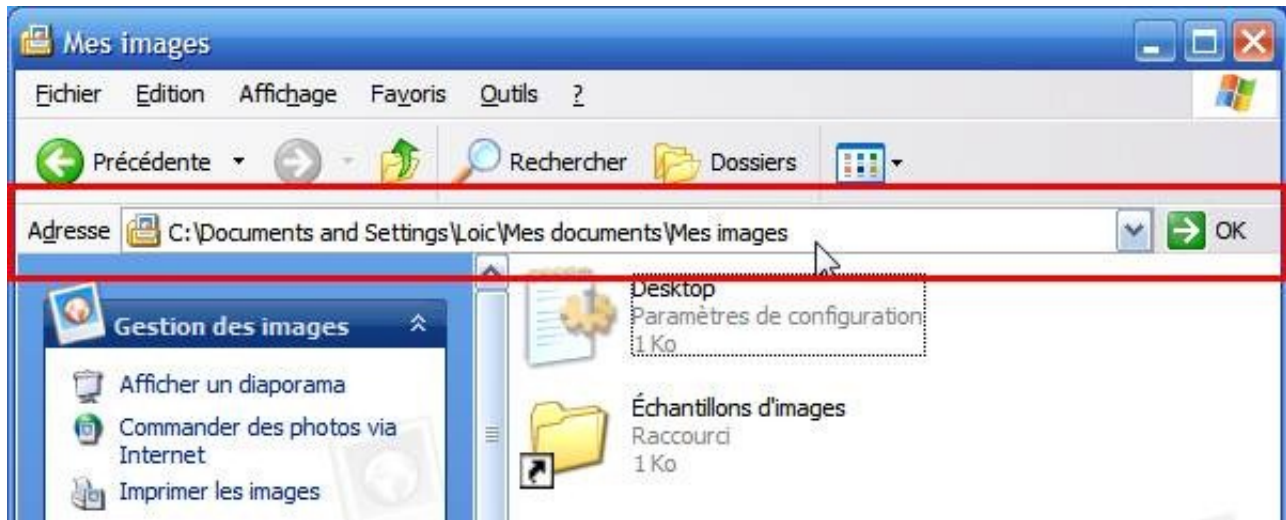 Mes images
Fichier Edition Affichage Favoris Outils ?
Précédente Rechercher Dossiers
Adresse C:\Documents and Settings\Loic\Mes documents\Mes images OK
Gestion des images
Afficher un diaporama
Commander des photos via
Internet
Imprimer les images
Desktop
Paramètres de configuration
1 Ko
Échantillons d'images
Raccourci
1 Ko